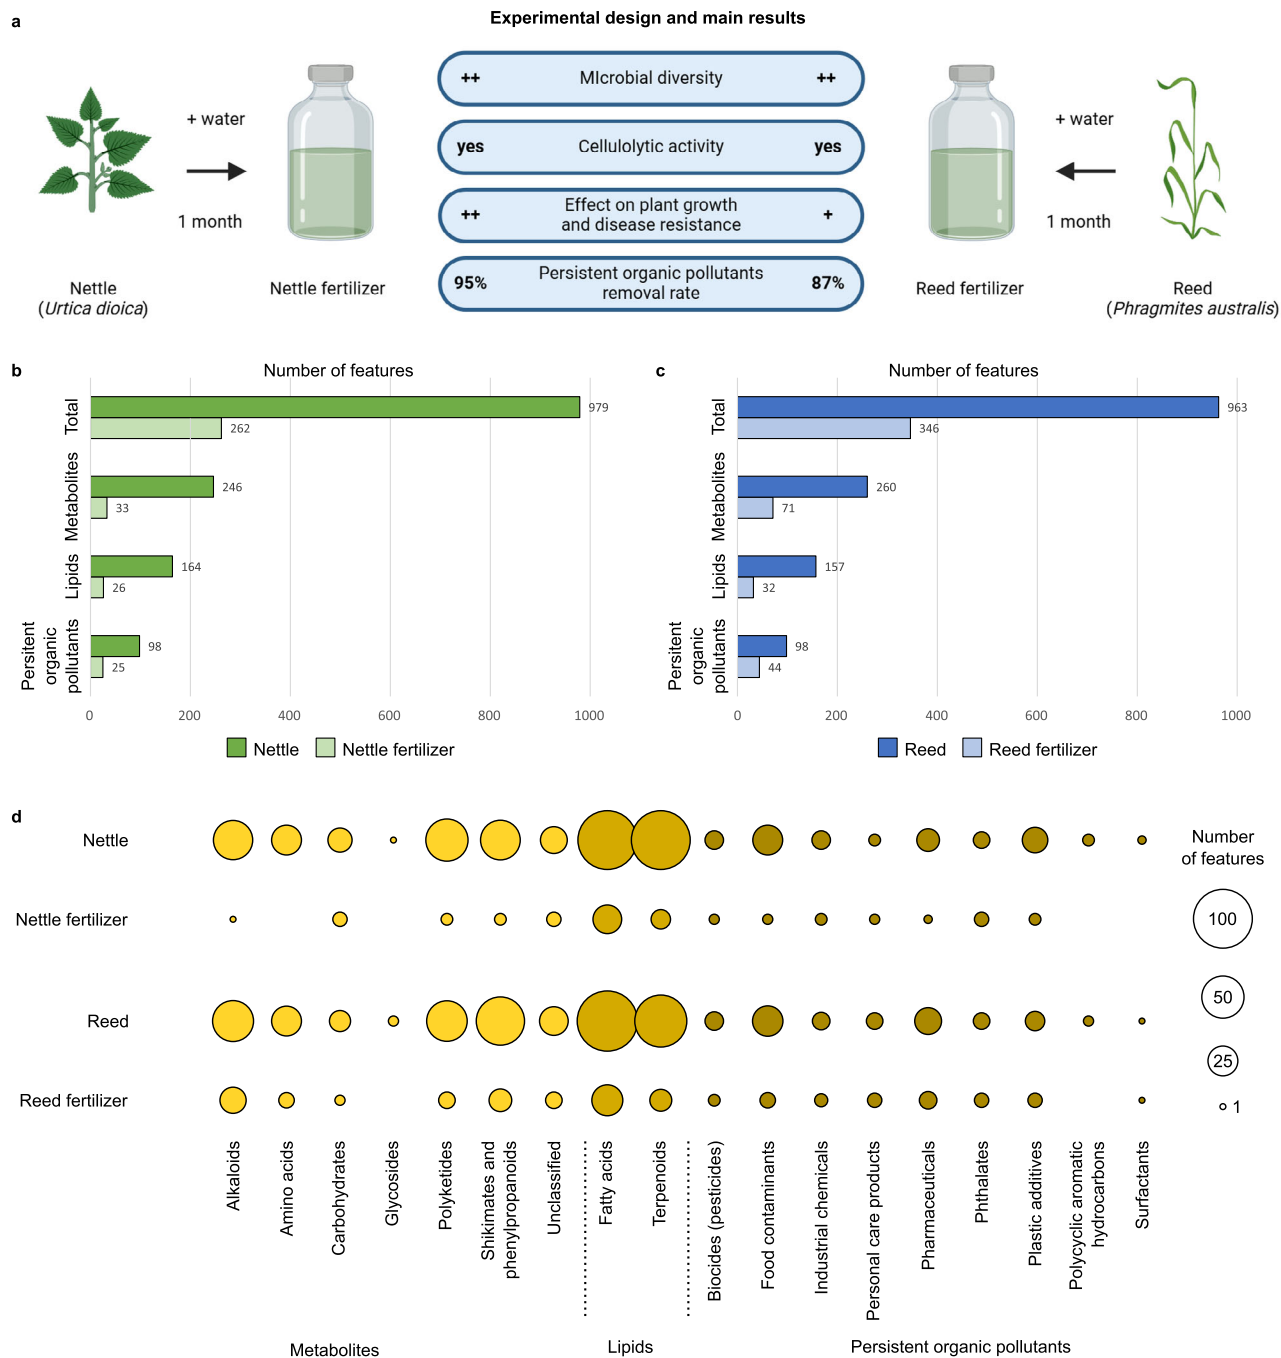 a
Experimental design and main results
++ MIcrobial diversity ++
yes Cellulolytic activity yes
++ Effect on plant growth
and disease resistance +
95% Persistent organic pollutants
removal rate 87%
+ water
1 month
Nettle
(Urtica dioica)
Nettle fertilizer
+ water
1 month
Reed fertilizer
Reed
(Phragmites australis)
b
Number of features
Total
979
262
Metabolites
246
33
Lipids
164
26
Persitent
organic
pollutants
98
25
0 200 400 600 800 1000
Nettle Nettle fertilizer
c
Number of features
Total
963
346
Metabolites
260
71
Lipids
157
32
Persitent
organic
pollutants
98
44
0 200 400 600 800 1000
Reed Reed fertilizer
d
Nettle
Nettle fertilizer
Reed
Reed fertilizer
Number
of features
100
50
25
1
Alkaloids
Amino acids
Carbohydrates
Glycosides
Polyketides
Shikimates and
phenylpropanoids
Unclassified
Fatty acids
Terpenoids
Biocides (pesticides)
Food contaminants
Industrial chemicals
Personal care products
Pharmaceuticals
Phthalates
Plastic additives
Polycyclic aromatic
hydrocarbons
Surfactants
Metabolites
Lipids
Persistent organic pollutants